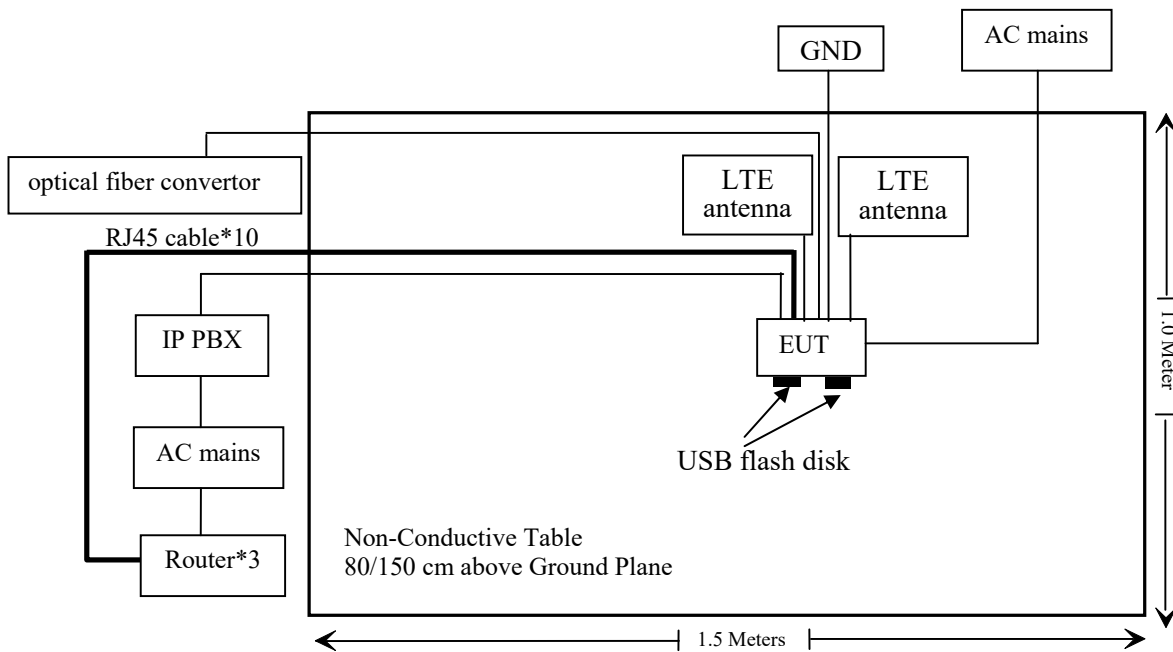 GND
AC mains
optical fiber convertor
LTE
antenna
LTE
antenna
RJ45 cable*10
IP PBX
EUT
1.0 Meter
AC mains
USB flash disk
Router*3
Non-Conductive Table
80/150 cm above Ground Plane
1.5 Meters